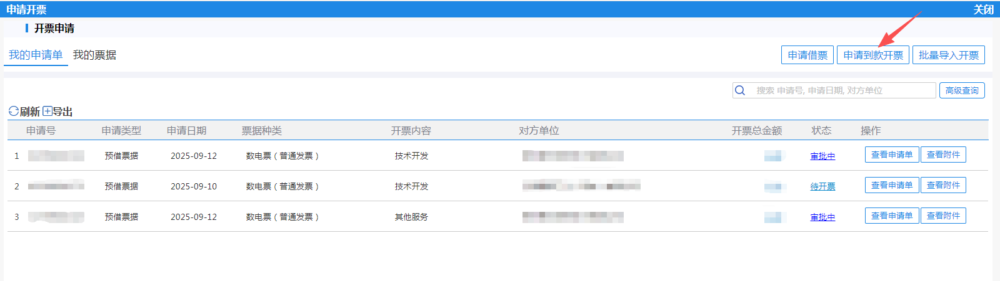 申请开票 关闭
开票申请
我的申请单 我的票据 申请借票 申请到款开票 批量导入开票
搜索 申请号, 申请日期, 对方单位 高级查询
刷新 导出
申请号 申请类型 申请日期 票据种类 开票内容 对方单位 开票总金额 状态 操作
1 预借票据 2025-09-12 数电票（普通发票） 技术开发 审批中 查看申请单 查看附件
2 预借票据 2025-09-10 数电票（普通发票） 技术开发 待开票 查看申请单 查看附件
3 预借票据 2025-09-12 数电票（普通发票） 其他服务 审批中 查看申请单 查看附件